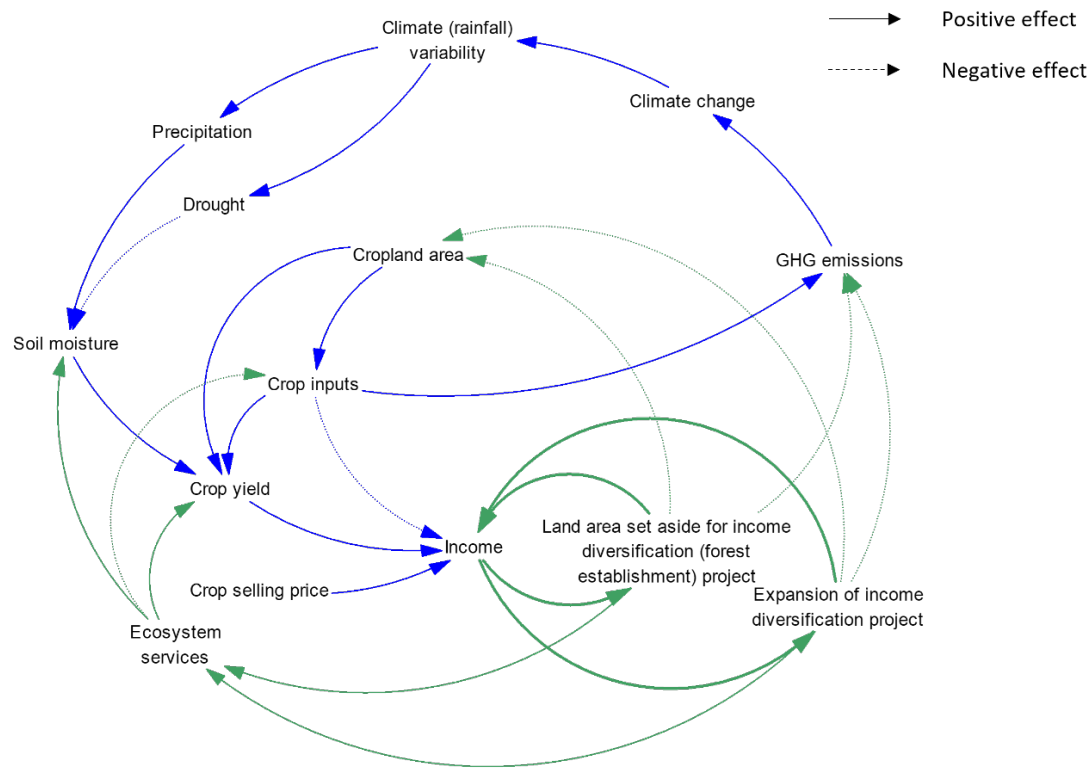 Positive effect
Climate (rainfall)
variability
Negative effect
Climate change
Precipitation
Drought
Cropland area
GHG emissions
Soil moisture
Crop inputs
Crop yield
Land area set aside for income
diversification (forest
establishment) project
Income
Crop selling price
Expansion of income
diversification project
Ecosystem
services